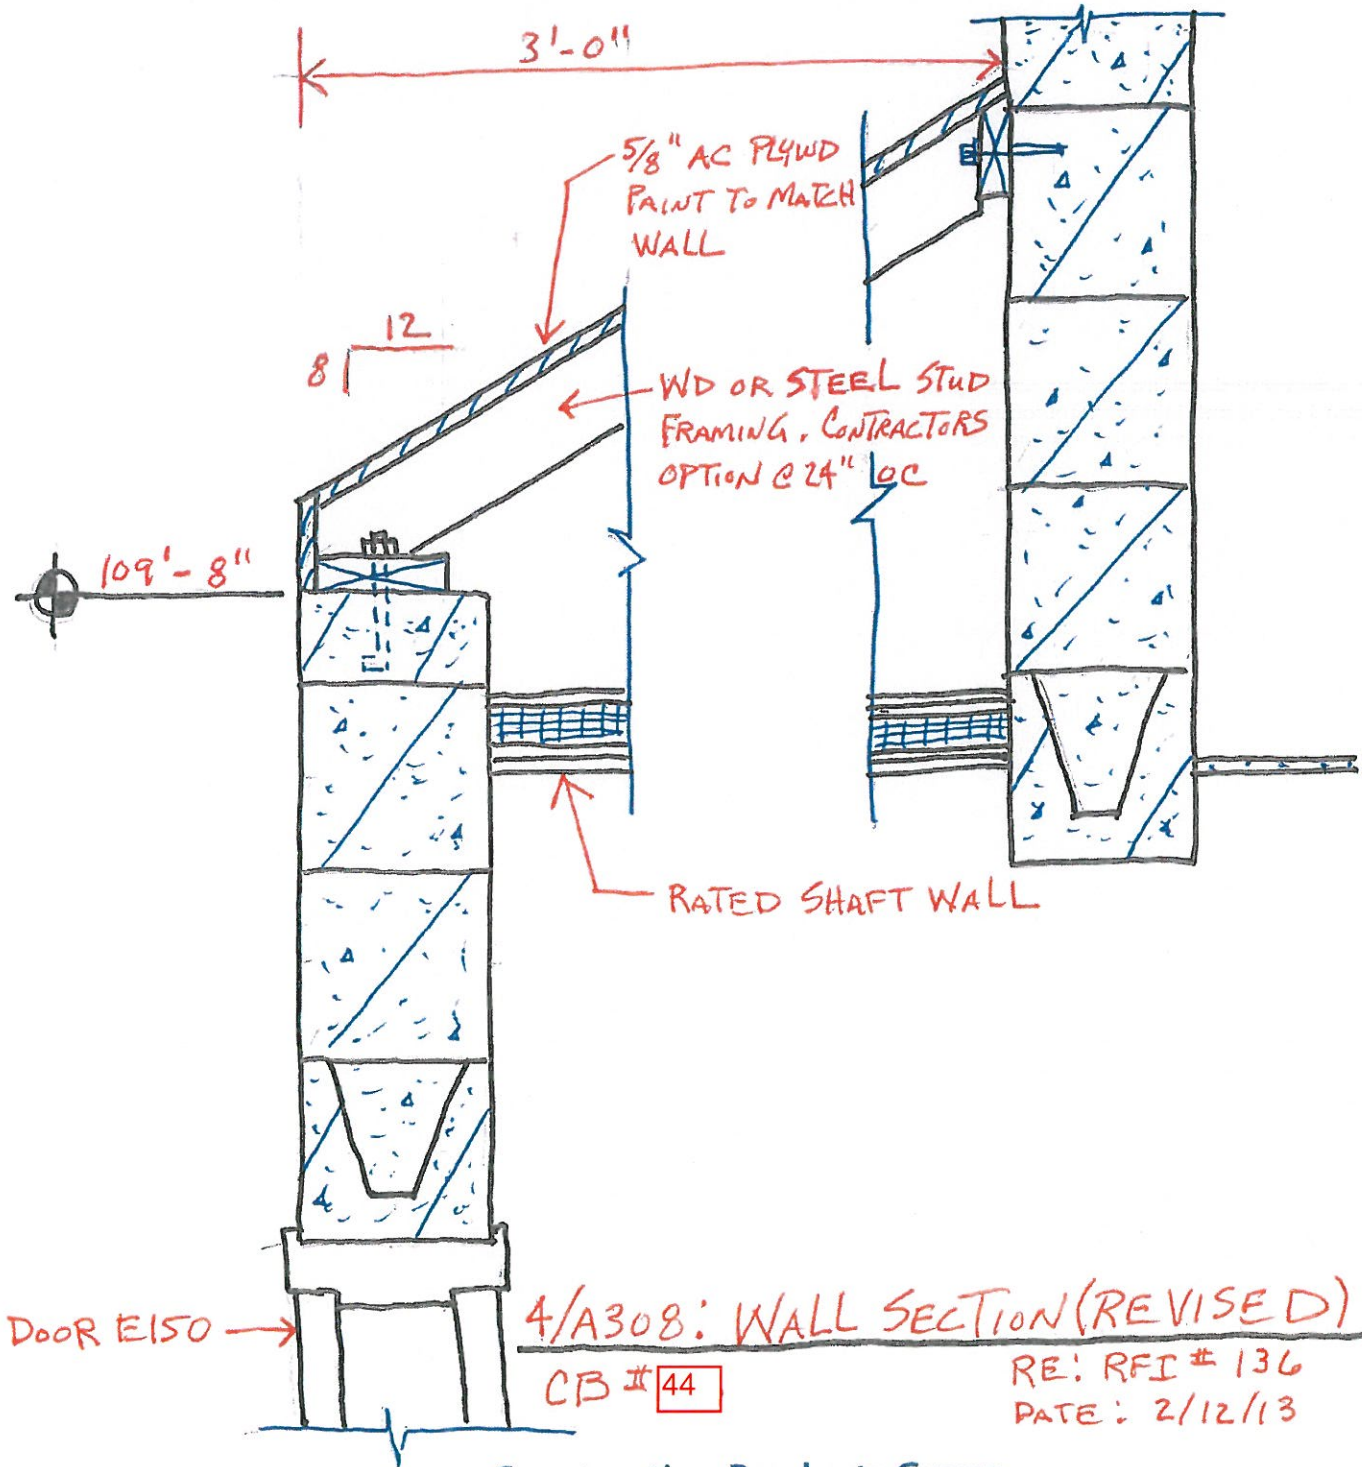 3'-0"
5/8" AC PLYWD
PAINT TO MATCH
WALL
12
8
WD OR STEEL STUD
FRAMING, CONTRACTORS
OPTION @ 24" OC
109'-8"
RATED SHAFT WALL
DOOR E150
4/A308: WALL SECTION (REVISED)
CB # 44
RE: RFI # 136
DATE: 2/12/13